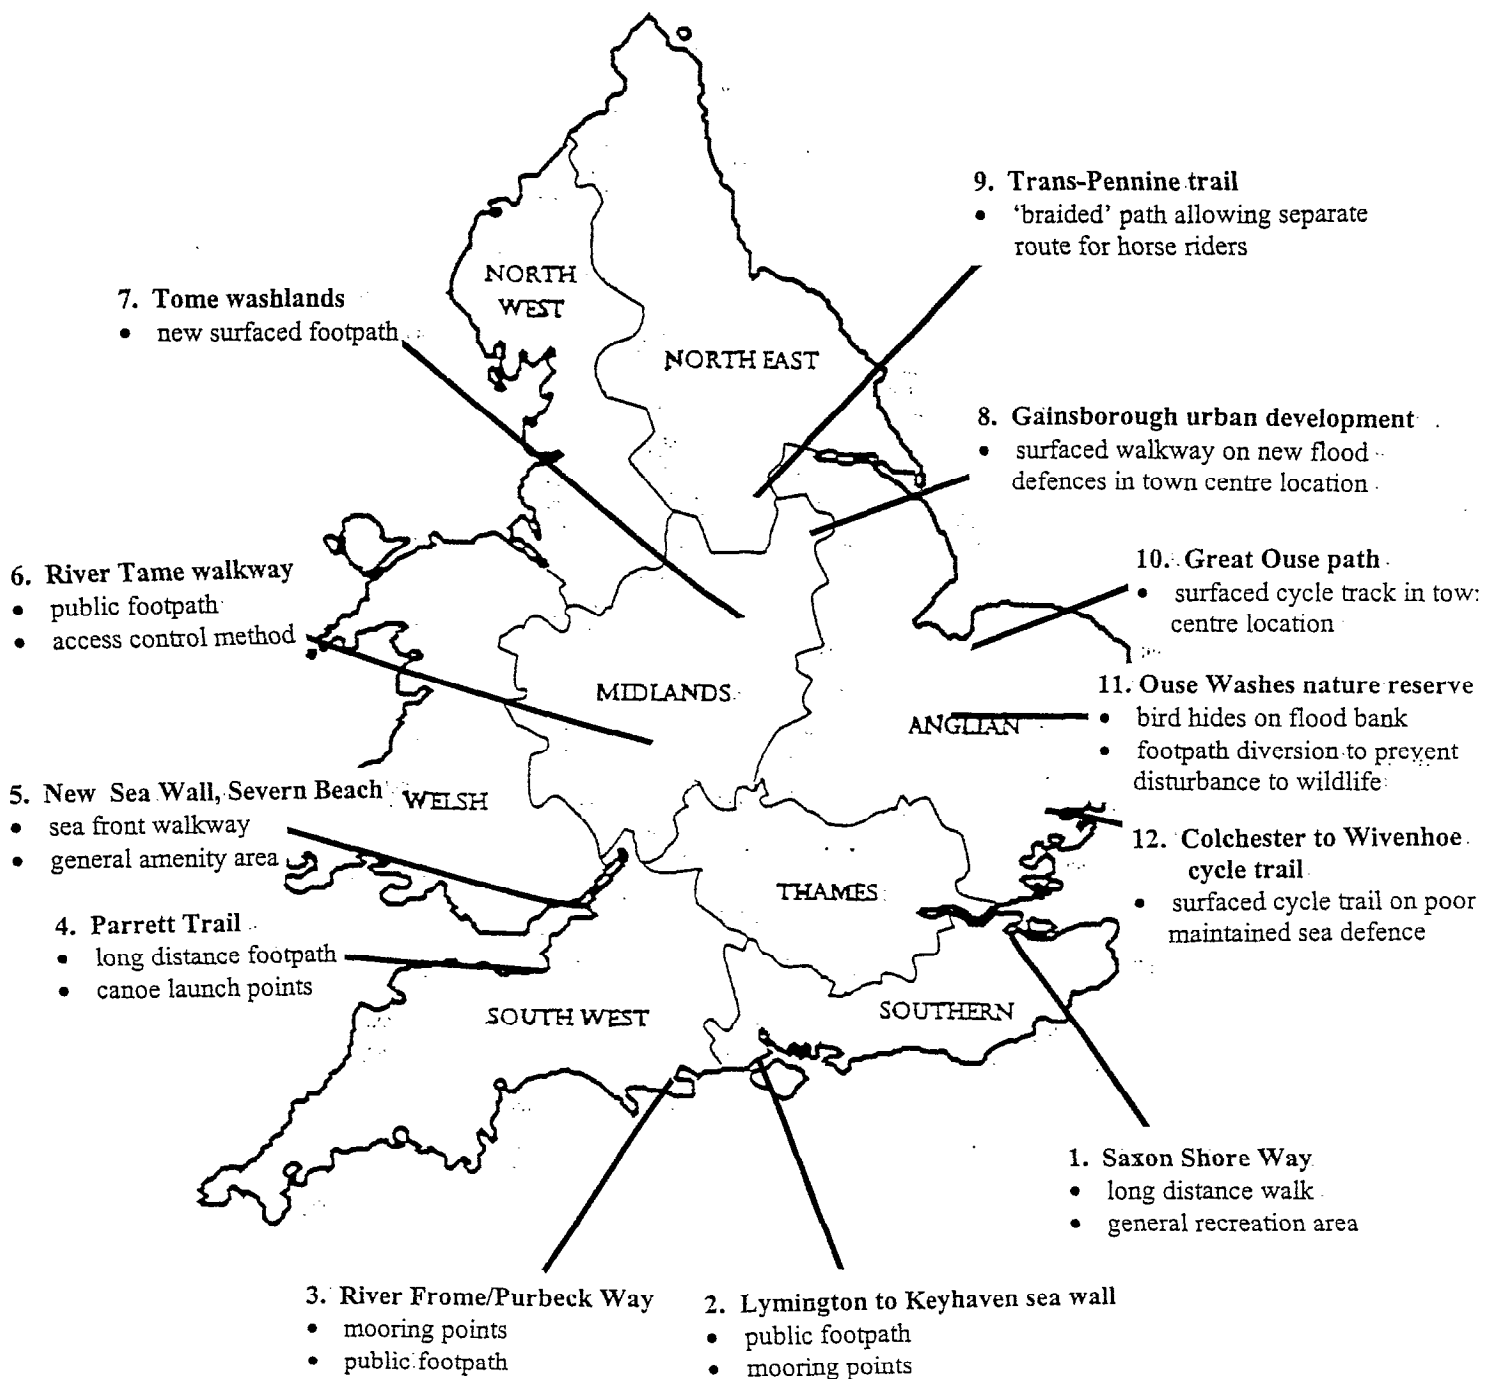 9. Trans-Pennine trail
• 'braided' path allowing separate
route for horse riders
NORTH
WEST
7. Tome washlands
• new surfaced footpath
NORTH EAST
8. Gainsborough urban development
• surfaced walkway on new flood
defences in town centre location
10. Great Ouse path
• surfaced cycle track in tow:
centre location
6. River Tame walkway
• public footpath
• access control method
MIDLANDS
11. Ouse Washes nature reserve
• bird hides on flood bank
• footpath diversion to prevent
disturbance to wildlife
ANGLIAN
5. New Sea Wall, Severn Beach
• sea front walkway
• general amenity area
WELSH
12. Colchester to Wivenhoe
cycle trail
• surfaced cycle trail on poor
maintained sea defence
THAMES
4. Parrett Trail
• long distance footpath
• canoe launch points
SOUTH WEST
SOUTHERN
1. Saxon Shore Way
• long distance walk
• general recreation area
3. River Frome/Purbeck Way
• mooring points
• public footpath
2. Lymington to Keyhaven sea wall
• public footpath
• mooring points